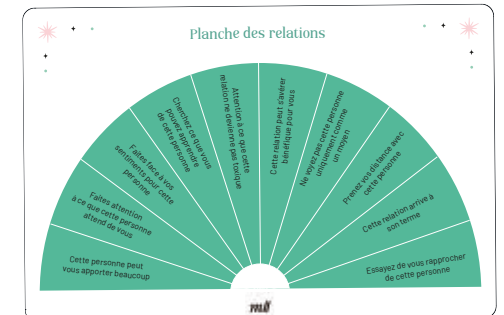 Planche des relations
Cette personne peut
vous apporter beaucoup
Faites attention
à ce que cette personne
attend de vous
Faites face à vos
sentiments pour cette
personne
Cherchez ce que vous
pouvez apprendre
de cette personne
Attention à ce que cette
relation ne devienne pas toxique
Cette relation peut s'avérer
bénéfique pour vous
Ne voyez pas cette personne
uniquement comme
un moyen
Prenez vos distance avec
cette personne
Cette relation arrive à
son terme
Essayez de vous rapprocher
de cette personne